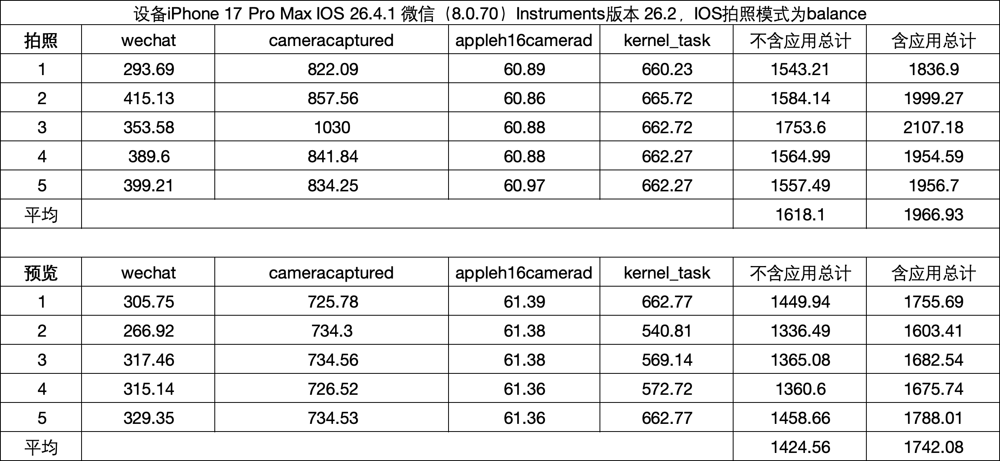 设备iPhone 17 Pro Max IOS 26.4.1 微信（8.0.70）Instruments版本 26.2，IOS拍照模式为balance
拍照 wechat cameracaptured appleh16camerad kernel_task 不含应用总计 含应用总计
1 293.69 822.09 60.89 660.23 1543.21 1836.9
2 415.13 857.56 60.86 665.72 1584.14 1999.27
3 353.58 1030 60.88 662.72 1753.6 2107.18
4 389.6 841.84 60.88 662.27 1564.99 1954.59
5 399.21 834.25 60.97 662.27 1557.49 1956.7
平均 1618.1 1966.93
预览 wechat cameracaptured appleh16camerad kernel_task 不含应用总计 含应用总计
1 305.75 725.78 61.39 662.77 1449.94 1755.69
2 266.92 734.3 61.38 540.81 1336.49 1603.41
3 317.46 734.56 61.38 569.14 1365.08 1682.54
4 315.14 726.52 61.36 572.72 1360.6 1675.74
5 329.35 734.53 61.36 662.77 1458.66 1788.01
平均 1424.56 1742.08